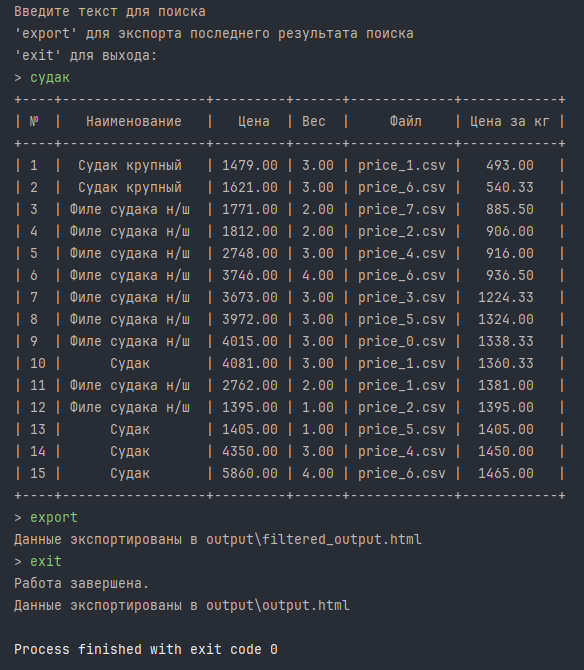 Введите текст для поиска
'export' для экспорта последнего результата поиска
'exit' для выхода:
> судак
+----+------------------+---------+------+-------------+------------+
| №  |   Наименование   |   Цена  | Вес  |     Файл    | Цена за кг |
+----+------------------+---------+------+-------------+------------+
| 1  |  Судак крупный   | 1479.00 | 3.00 | price_1.csv |   493.00   |
| 2  |  Судак крупный   | 1621.00 | 3.00 | price_6.csv |   540.33   |
| 3  | Филе судака н/ш  | 1771.00 | 2.00 | price_7.csv |   885.50   |
| 4  | Филе судака н/ш  | 1812.00 | 2.00 | price_2.csv |   906.00   |
| 5  | Филе судака н/ш  | 2748.00 | 3.00 | price_4.csv |   916.00   |
| 6  | Филе судака н/ш  | 3746.00 | 4.00 | price_6.csv |   936.50   |
| 7  | Филе судака н/ш  | 3673.00 | 3.00 | price_3.csv |  1224.33   |
| 8  | Филе судака н/ш  | 3972.00 | 3.00 | price_5.csv |  1324.00   |
| 9  | Филе судака н/ш  | 4015.00 | 3.00 | price_0.csv |  1338.33   |
| 10 |      Судак       | 4081.00 | 3.00 | price_1.csv |  1360.33   |
| 11 | Филе судака н/ш  | 2762.00 | 2.00 | price_1.csv |  1381.00   |
| 12 | Филе судака н/ш  | 1395.00 | 1.00 | price_2.csv |  1395.00   |
| 13 |      Судак       | 1405.00 | 1.00 | price_5.csv |  1405.00   |
| 14 |      Судак       | 4350.00 | 3.00 | price_4.csv |  1450.00   |
| 15 |      Судак       | 5860.00 | 4.00 | price_6.csv |  1465.00   |
+----+------------------+---------+------+-------------+------------+
> export
Данные экспортированы в output\filtered_output.html
> exit
Работа завершена.
Данные экспортированы в output\output.html
Process finished with exit code 0